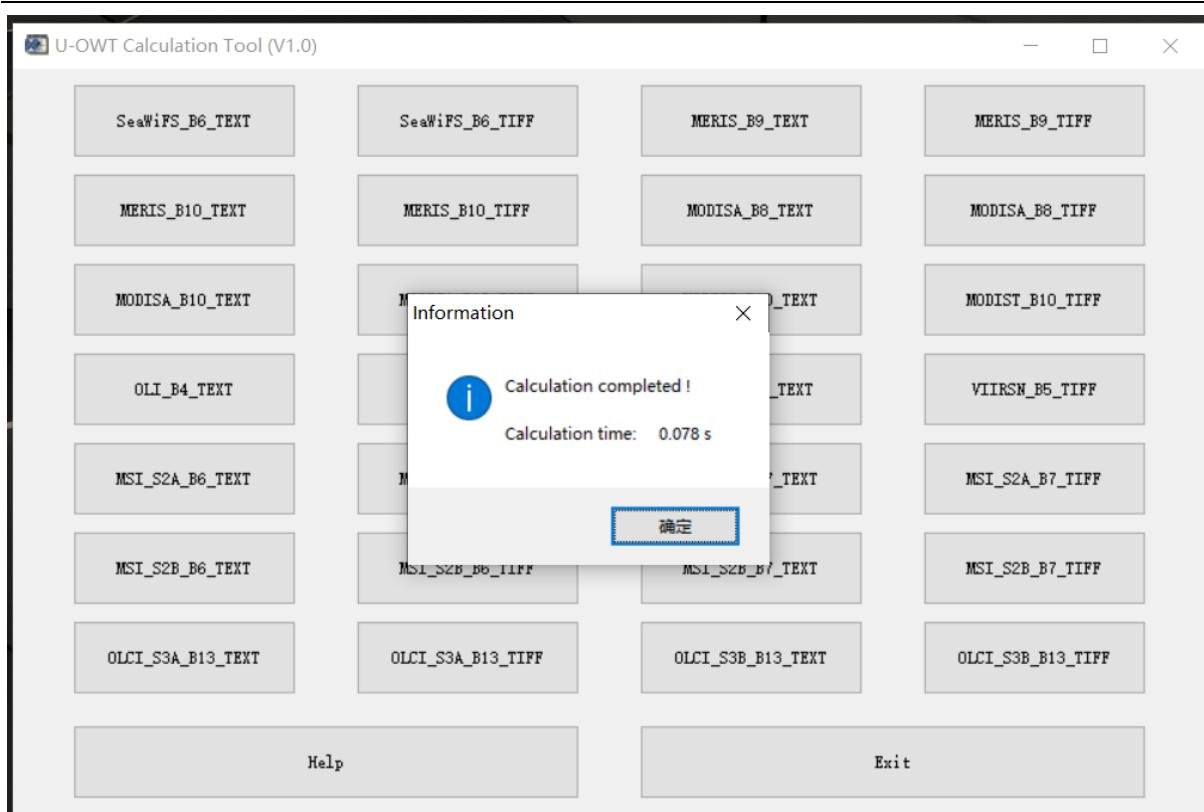 U-OWT Calculation Tool (V1.0)
SeaWiFS_B6_TEXT
SeaWiFS_B6_TIFF
MERIS_B9_TEXT
MERIS_B9_TIFF
MERIS_B10_TEXT
MERIS_B10_TIFF
MODISA_B8_TEXT
MODISA_B8_TIFF
MODISA_B10_TEXT
MODIST_B10_TIFF
Information
Calculation completed !
Calculation time: 0.078 s
确定
OLI_B4_TEXT
_TEXT
VIIRSN_B5_TIFF
MSI_S2A_B6_TEXT
_TEXT
MSI_S2A_B7_TIFF
MSI_S2B_B6_TEXT
MSI_S2B_B6_TIFF
MSI_S2B_B7_TEXT
MSI_S2B_B7_TIFF
OLCI_S3A_B13_TEXT
OLCI_S3A_B13_TIFF
OLCI_S3B_B13_TEXT
OLCI_S3B_B13_TIFF
Help
Exit